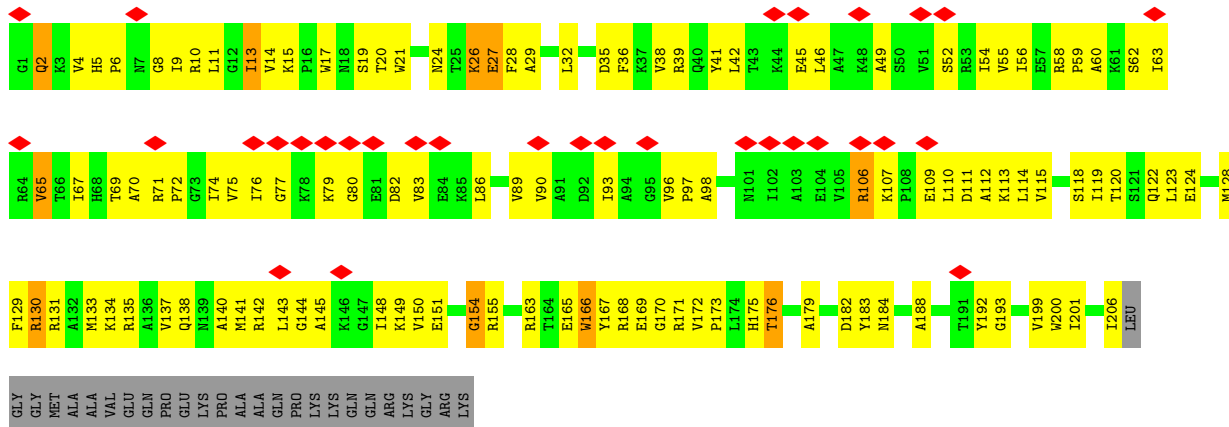 G1 Q2 K3 V4 H5 P6 N7 G8 I9 R10 L11 G12 I13 V14 K15 P16 W17 N18 S19 T20 W21 N24 T25 K26 E27 F28 A29 L32 D35 F36 K37 V38 R39 Q40 Y41 L42 T43 K44 E45 L46 A47 K48 A49 S50 V51 S52 R53 I54 V55 I56 E57 R58 P59 A60 K61 S62 I63
R64 V65 T66 I67 H68 T69 A70 R71 P72 G73 I74 V75 I76 G77 K78 K79 G80 E81 D82 V83 E84 K85 L86 V89 V90 A91 D92 I93 A94 G95 V96 P97 A98 N101 I102 A103 E104 V105 R106 K107 P108 E109 L110 D111 A112 K113 L114 V115 S118 I119 T120 S121 Q122 L123 E124 M128
F129 R130 R131 A132 M133 K134 R135 A136 V137 Q138 N139 A140 M141 R142 L143 G144 A145 K146 G147 I148 K149 V150 E151 G154 R155 R163 T164 E165 W166 Y167 R168 E169 G170 R171 V172 P173 L174 H175 T176 A179 D182 Y183 N184 A188 T191 Y192 G193 V199 W200 I201 I206 LEU
GLY GLY MET ALA ALA VAL GLU GLN PRO GLU LYS PRO ALA ALA GLN PRO LYS LYS GLN GLN ARG LYS GLY ARG LYS